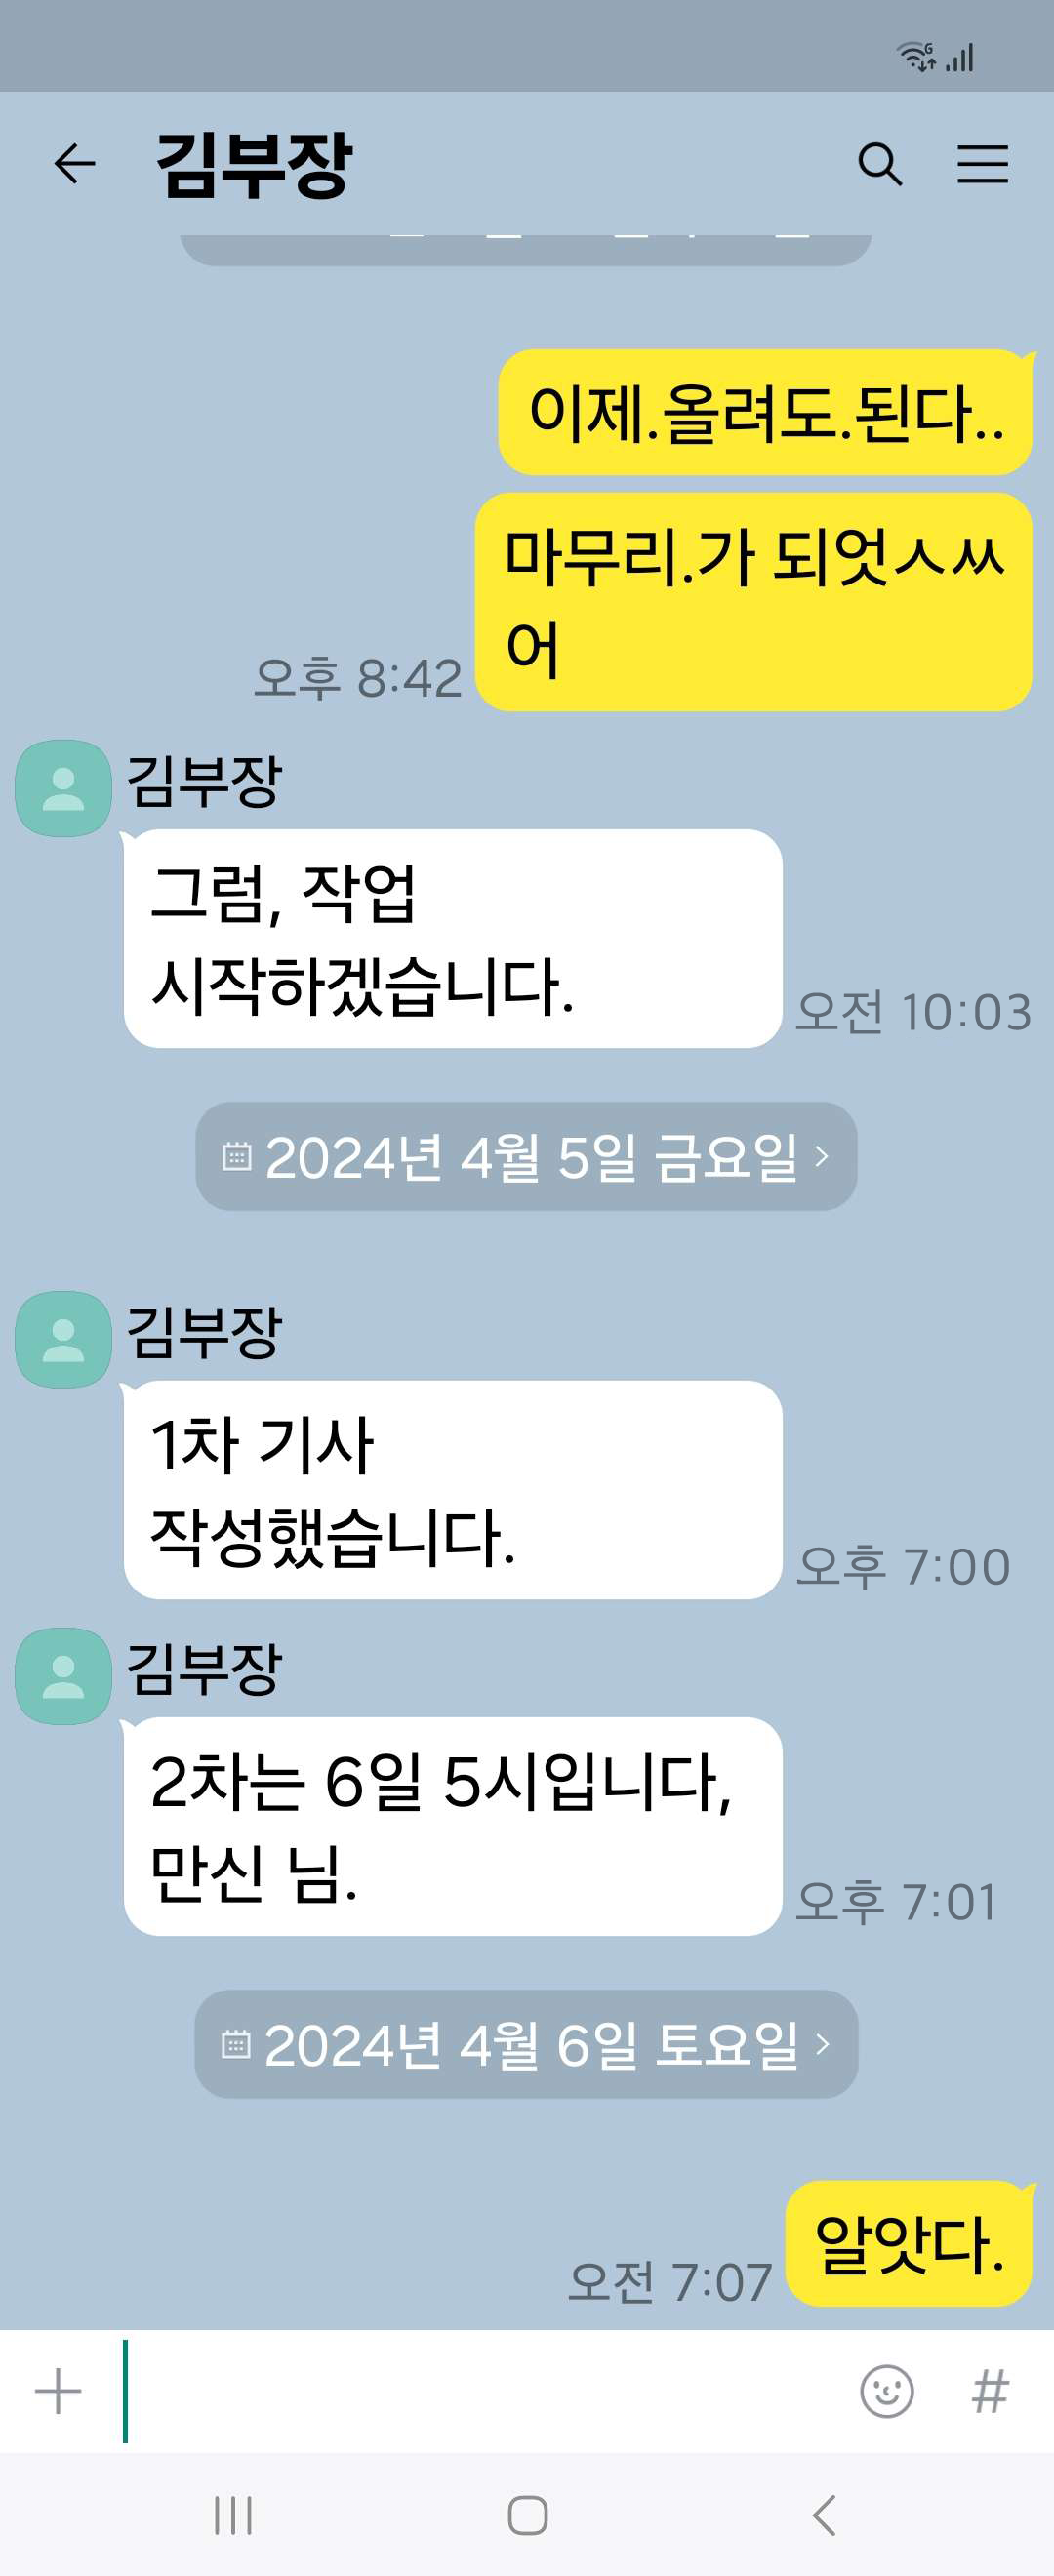 김부장
이제.올려도.된다..
마무리.가 되엇ㅅㅆ
어
오후 8:42
김부장
그럼, 작업
시작하겠습니다.
오전 10:03
2024년 4월 5일 금요일
김부장
1차 기사
작성했습니다.
오후 7:00
김부장
2차는 6일 5시입니다,
만신 님.
오후 7:01
2024년 4월 6일 토요일
알앗다.
오전 7:07